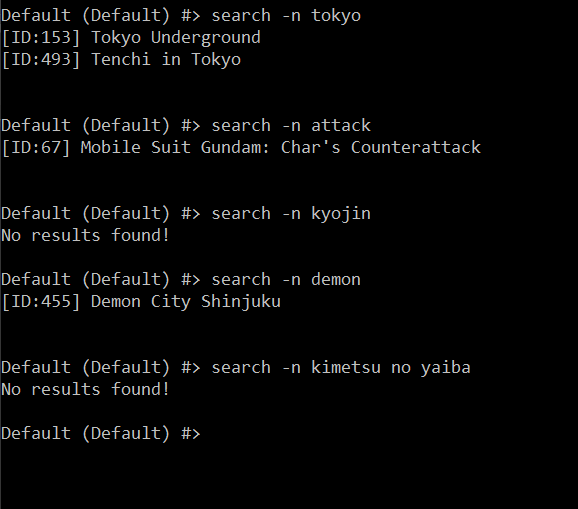 Default (Default) #> search -n tokyo
[ID:153] Tokyo Underground
[ID:493] Tenchi in Tokyo
Default (Default) #> search -n attack
[ID:67] Mobile Suit Gundam: Char's Counterattack
Default (Default) #> search -n kyojin
No results found!
Default (Default) #> search -n demon
[ID:455] Demon City Shinjuku
Default (Default) #> search -n kimetsu no yaiba
No results found!
Default (Default) #>